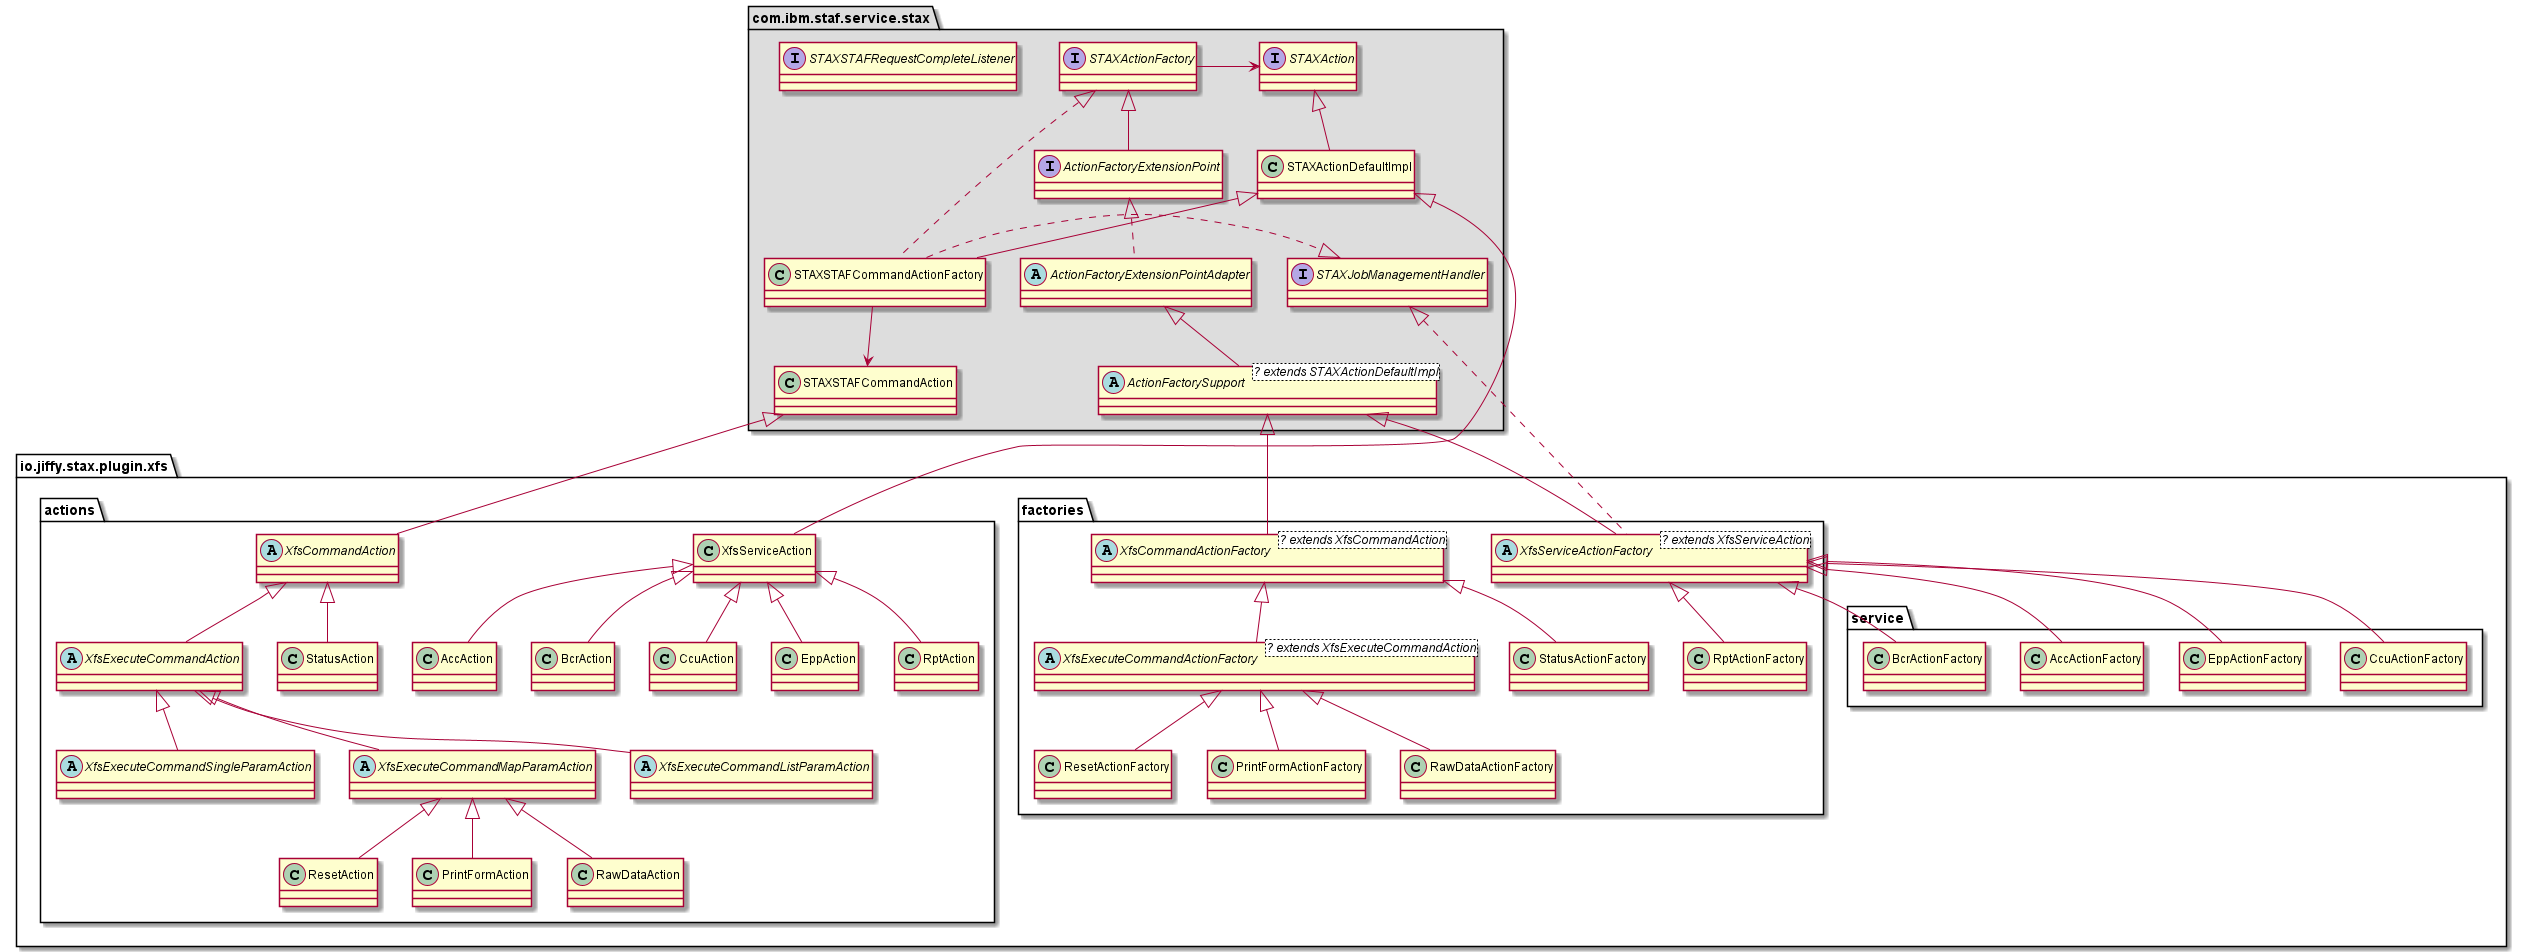 com.ibm.staf.service.stax
I STAXSTAFRequestCompleteListener
I STAXActionFactory
I STAXAction
I ActionFactoryExtensionPoint
C STAXActionDefaultImpl
C STAXSTAFCommandActionFactory
A ActionFactoryExtensionPointAdapter
I STAXJobManagementHandler
C STAXSTAFCommandAction
A ActionFactorySupport
? extends STAXActionDefaultImpl
io.jiffy.stax.plugin.xfs
actions
A XfsCommandAction
C XfsServiceAction
A XfsExecuteCommandAction
C StatusAction
C AccAction
C BcrAction
C CcuAction
C EppAction
C RptAction
A XfsExecuteCommandSingleParamAction
A XfsExecuteCommandMapParamAction
A XfsExecuteCommandListParamAction
C ResetAction
C PrintFormAction
C RawDataAction
factories
A XfsCommandActionFactory
? extends XfsCommandAction
A XfsServiceActionFactory
? extends XfsServiceAction
A XfsExecuteCommandActionFactory
? extends XfsExecuteCommandAction
C StatusActionFactory
C RptActionFactory
C ResetActionFactory
C PrintFormActionFactory
C RawDataActionFactory
service
C BcrActionFactory
C AccActionFactory
C EppActionFactory
C CcuActionFactory